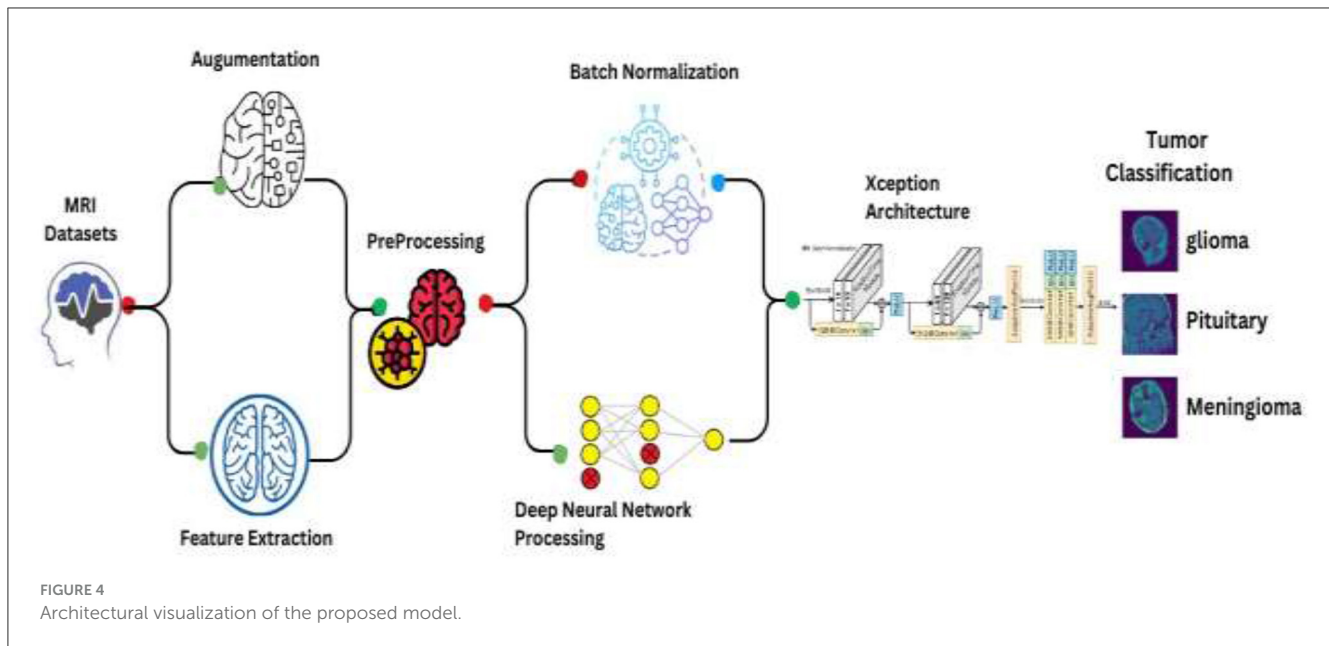 Augumentation
Batch Normalization
Tumor
Classification
MRI
Datasets
PreProcessing
Xception
Architecture
glioma
Pituitary
Meningioma
Feature Extraction
Deep Neural Network
Processing
FIGURE 4
Architectural visualization of the proposed model.